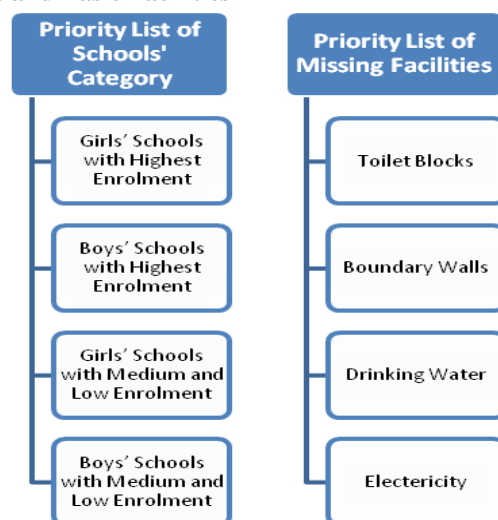 Priority List of
Schools'
Category
Girls' Schools
with Highest
Enrolment
Boys' Schools
with Highest
Enrolment
Girls' Schools
with Medium and
Low Enrolment
Boys' Schools
with Medium and
Low Enrolment
Priority List of
Missing Facilities
Toilet Blocks
Boundary Walls
Drinking Water
Electericity